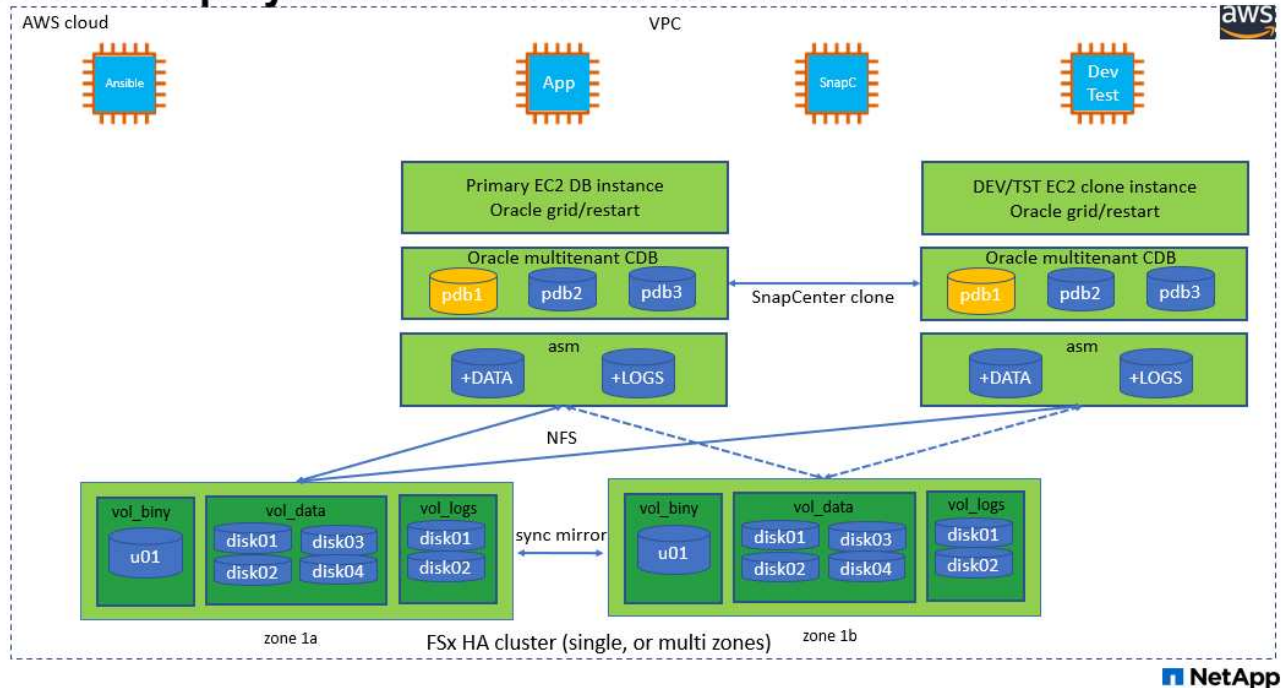 AWS cloud
VPC
aws
Ansible
App
SnapC
Dev
Test
Primary EC2 DB instance
Oracle grid/restart
DEV/TST EC2 clone instance
Oracle grid/restart
Oracle multitenant CDB
pdb1 pdb2 pdb3
SnapCenter clone
Oracle multitenant CDB
pdb1 pdb2 pdb3
asm
+DATA +LOGS
asm
+DATA +LOGS
NFS
vol_biny
u01
vol_data
disk01 disk03
disk02 disk04
vol_logs
disk01
disk02
sync mirror
vol_biny
u01
vol_data
disk01 disk03
disk02 disk04
vol_logs
disk01
disk02
zone 1a
FSx HA cluster (single, or multi zones)
zone 1b
NetApp